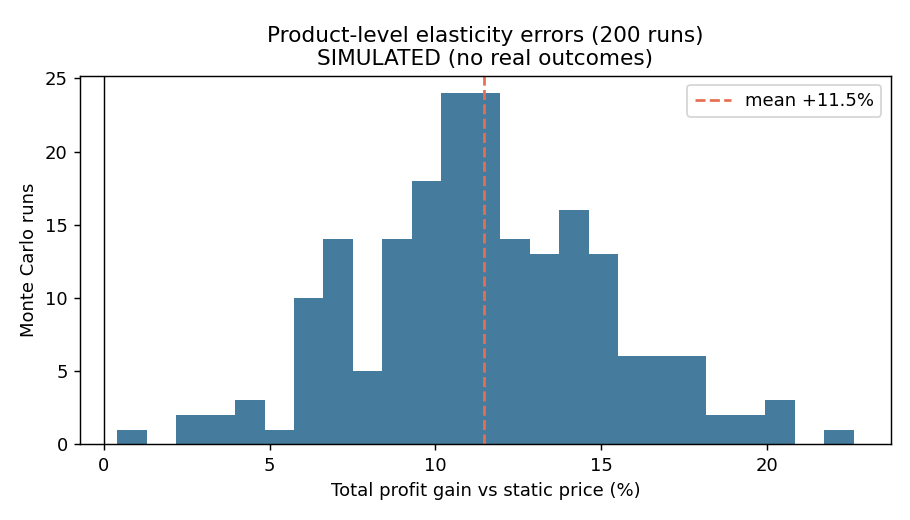 Product-level elasticity errors (200 runs)
SIMULATED (no real outcomes)
mean +11.5%
Monte Carlo runs
25
20
15
10
5
0
0 5 10 15 20
Total profit gain vs static price (%)